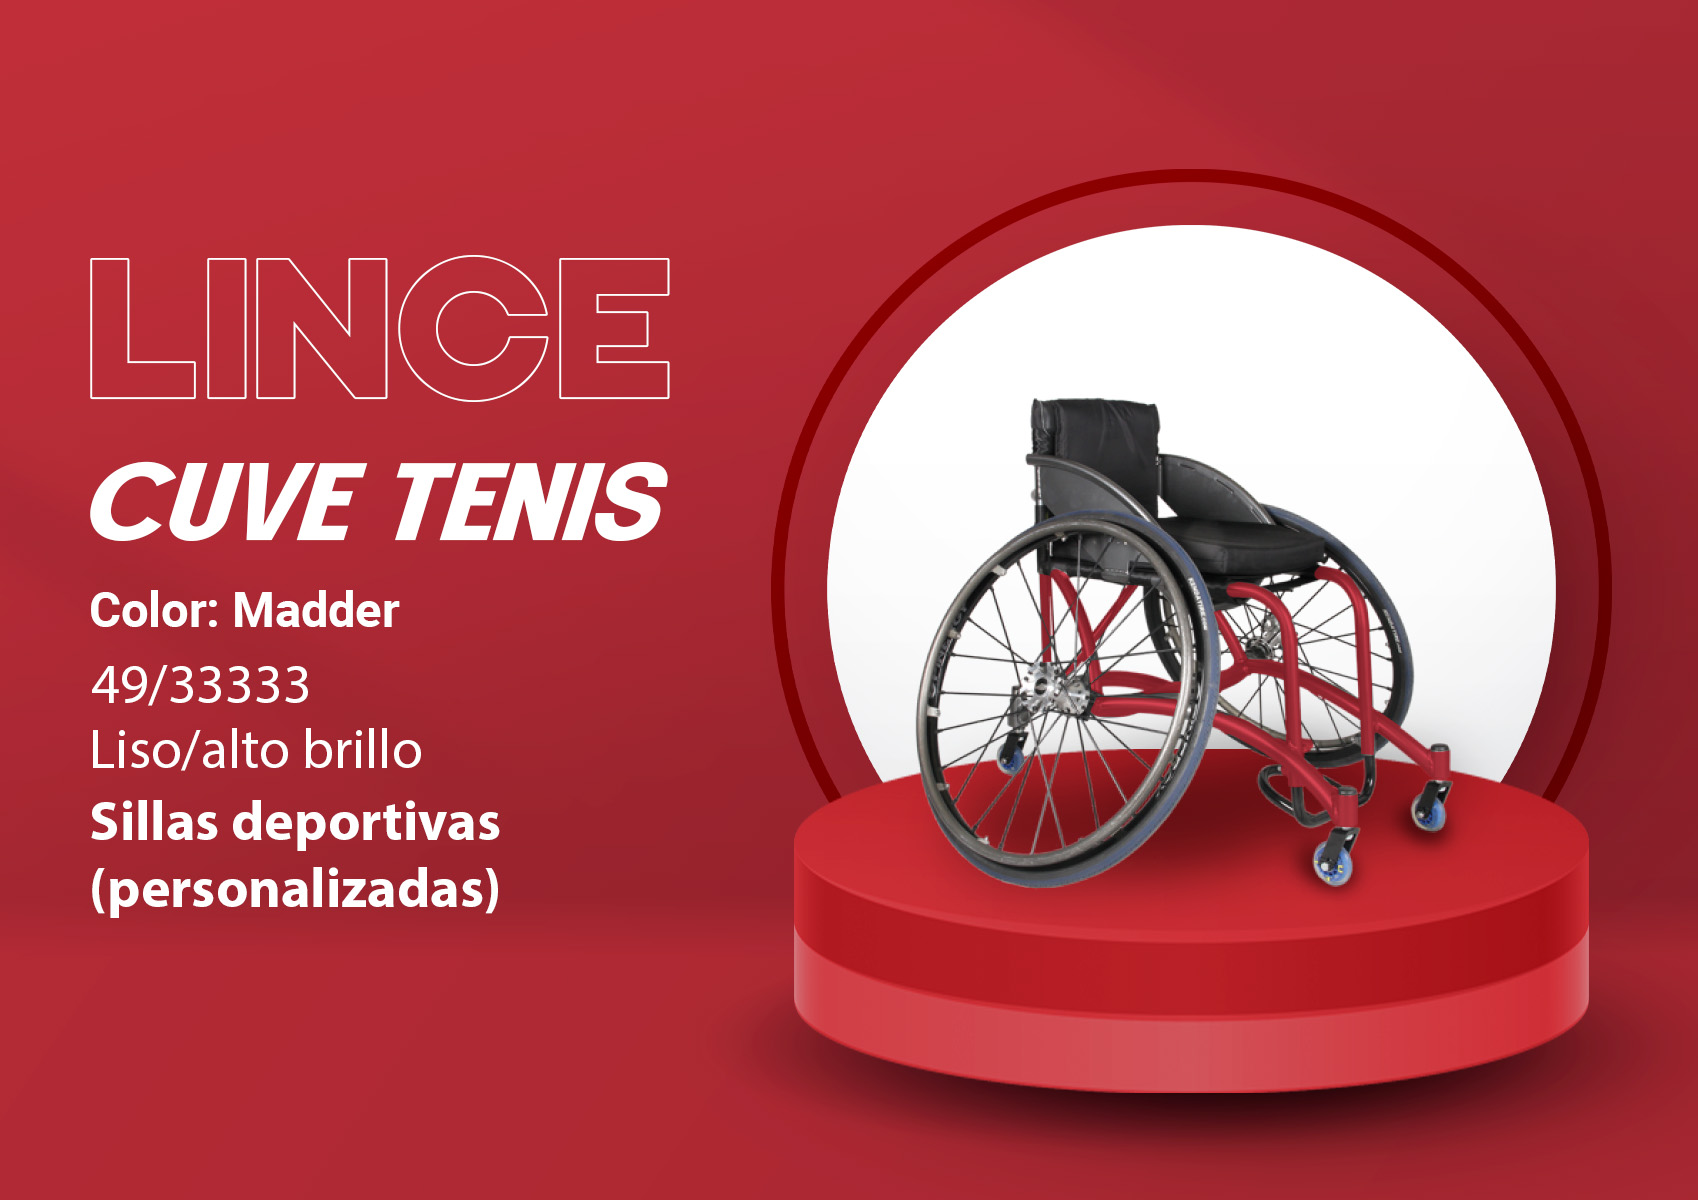 LINCE
CUVE TENIS
Color: Madder
49/33333
Liso/alto brillo
Sillas deportivas
(personalizadas)